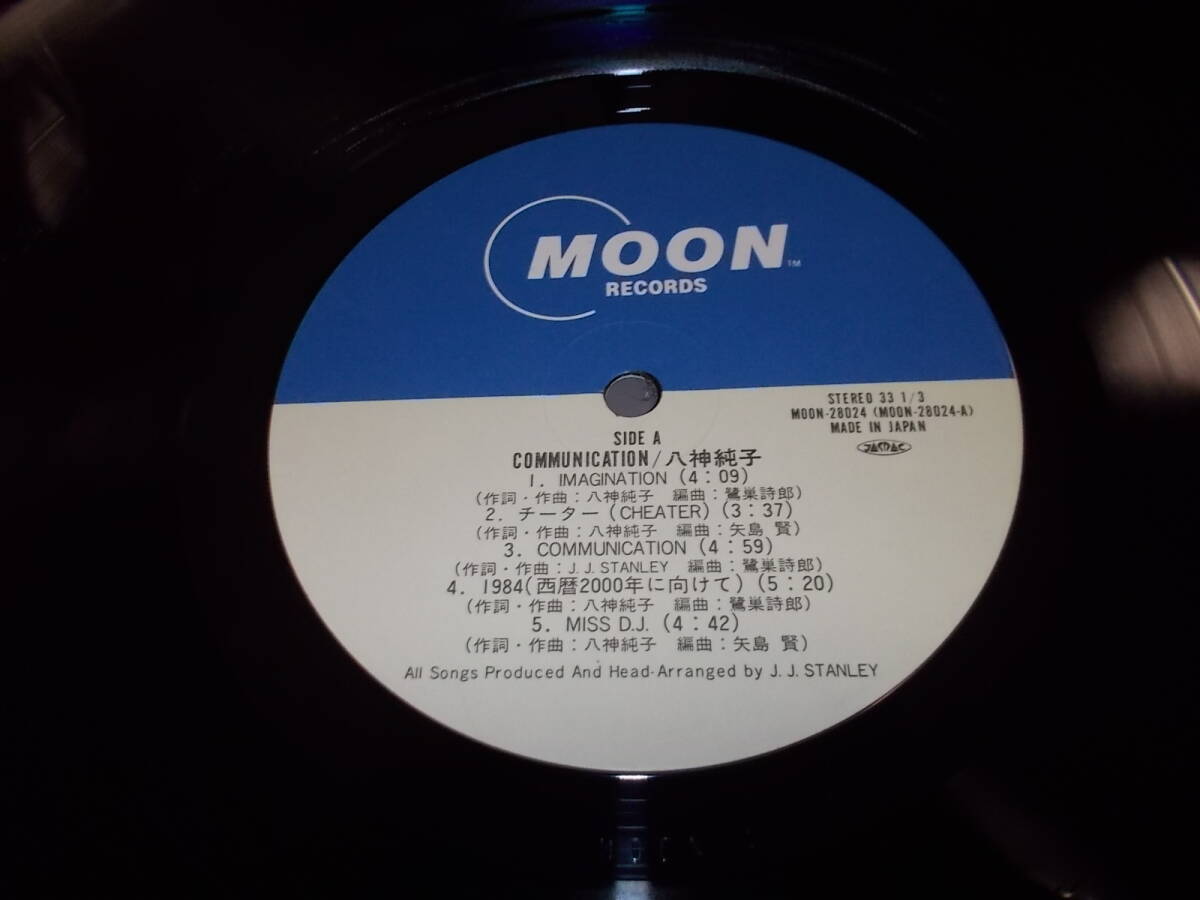 MOON
TM
RECORDS
STEREO 33 1/3
MOON-28024 (MOON-28024-A)
MADE IN JAPAN
JASRAC
SIDE A
COMMUNICATION/八神純子
1. IMAGINATION (4:09)
(作詞・作曲:八神純子 編曲:鷺巣詩郎)
2. チーター (CHEATER) (3:37)
(作詞・作曲:八神純子 編曲:矢島 賢)
3. COMMUNICATION (4:59)
(作詞・作曲:J. J. STANLEY 編曲:鷺巣詩郎)
4. 1984(西暦2000年に向けて) (5:20)
(作詞・作曲:八神純子 編曲:鷺巣詩郎)
5. MISS D.J. (4:42)
(作詞・作曲:八神純子 編曲:矢島 賢)
All Songs Produced And Head-Arranged by J. J. STANLEY